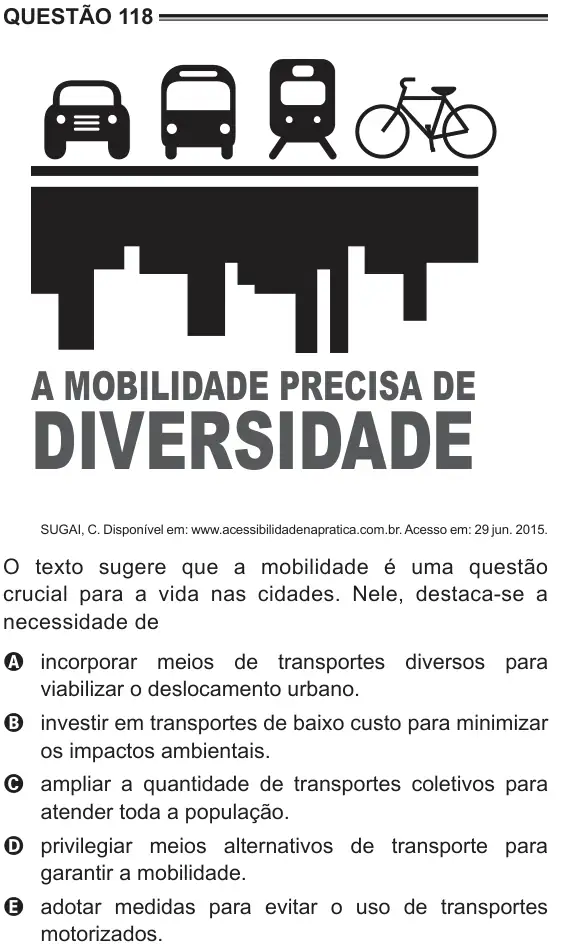 QUESTÃO 118
A MOBILIDADE PRECISA DE
DIVERSIDADE
SUGAI, C. Disponível em: www.acessibilidadenapratica.com.br. Acesso em: 29 jun. 2015.
O texto sugere que a mobilidade é uma questão
crucial para a vida nas cidades. Nele, destaca-se a
necessidade de
A incorporar meios de transportes diversos para
viabilizar o deslocamento urbano.
B investir em transportes de baixo custo para minimizar
os impactos ambientais.
C ampliar a quantidade de transportes coletivos para
atender toda a população.
D privilegiar meios alternativos de transporte para
garantir a mobilidade.
E adotar medidas para evitar o uso de transportes
motorizados.